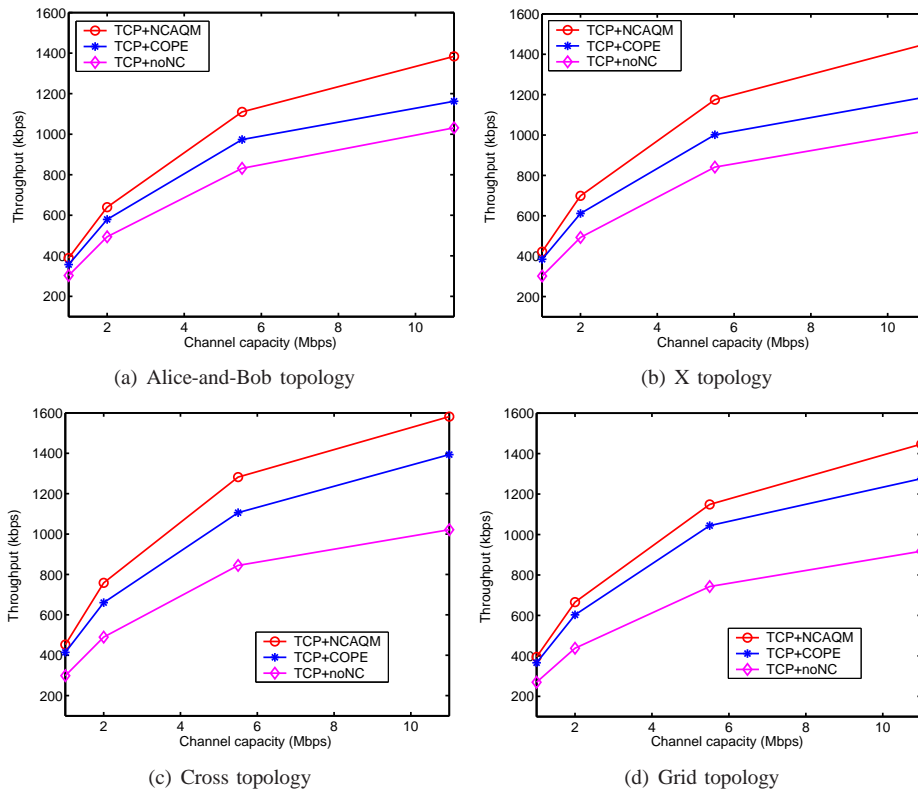 1600
1400
1200
1000
800
600
400
200
Throughput (kbps)
TCP+NCAQM
TCP+COPE
TCP+noNC
2
4
6
8
10
Channel capacity (Mbps)
(a) Alice-and-Bob topology
1600
1400
1200
1000
800
600
400
200
Throughput (kbps)
TCP+NCAQM
TCP+COPE
TCP+noNC
2
4
6
8
10
Channel capacity (Mbps)
(b) X topology
1600
1400
1200
1000
800
600
400
200
Throughput (kbps)
TCP+NCAQM
TCP+COPE
TCP+noNC
2
4
6
8
10
Channel capacity (Mbps)
(c) Cross topology
1600
1400
1200
1000
800
600
400
200
Throughput (kbps)
TCP+NCAQM
TCP+COPE
TCP+noNC
2
4
6
8
10
Channel capacity (Mbps)
(d) Grid topology